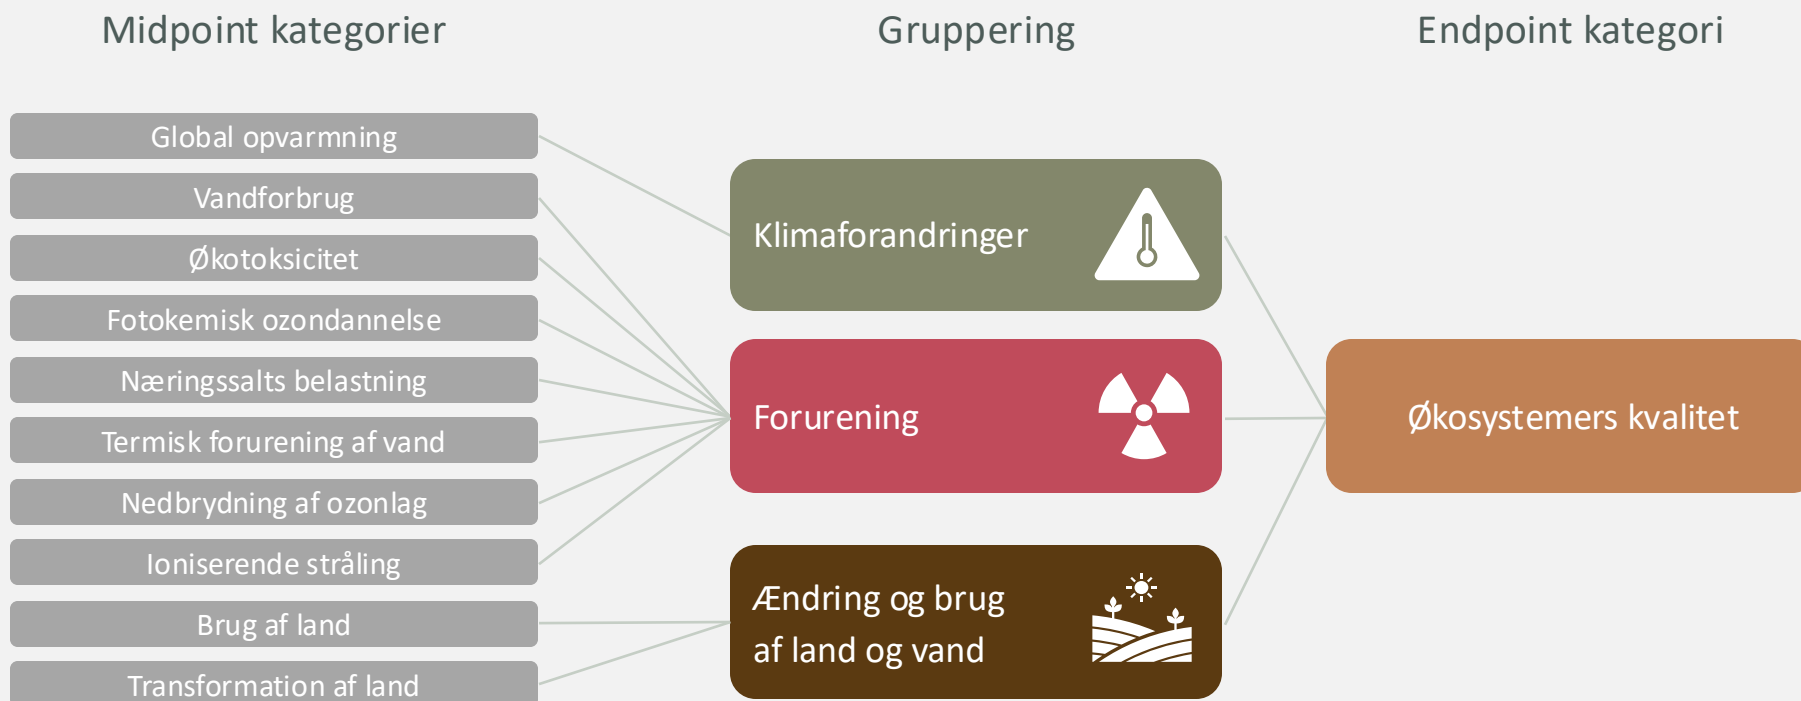 Midpoint kategorier
Gruppering
Endpoint kategori
Global opvarmning
Vandforbrug
Økotoksicitet
Fotokemisk ozondannelse
Næringssalts belastning
Termisk forurening af vand
Nedbrydning af ozonlag
Ioniserende stråling
Brug af land
Transformation af land
Klimaforandringer
Forurening
Ændring og brug
af land og vand
Økosystemers kvalitet